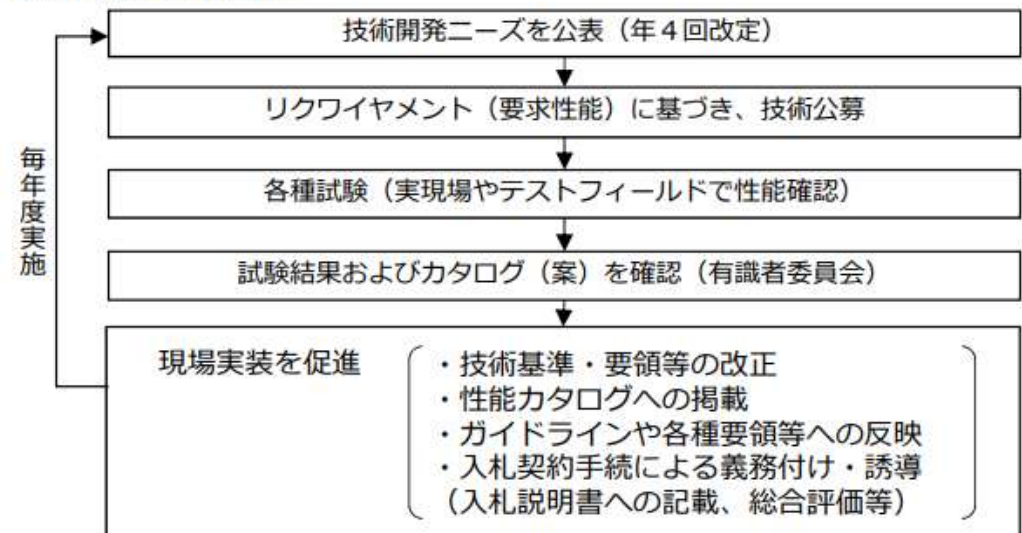 技術開発ニーズを公表（年４回改定）
リクワイヤメント（要求性能）に基づき、技術公募
各種試験（実現場やテストフィールドで性能確認）
試験結果およびカタログ（案）を確認（有識者委員会）
現場実装を促進
・技術基準・要領等の改正
・性能カタログへの掲載
・ガイドラインや各種要領等への反映
・入札契約手続による義務付け・誘導
（入札説明書への記載、総合評価等）
毎年度実施